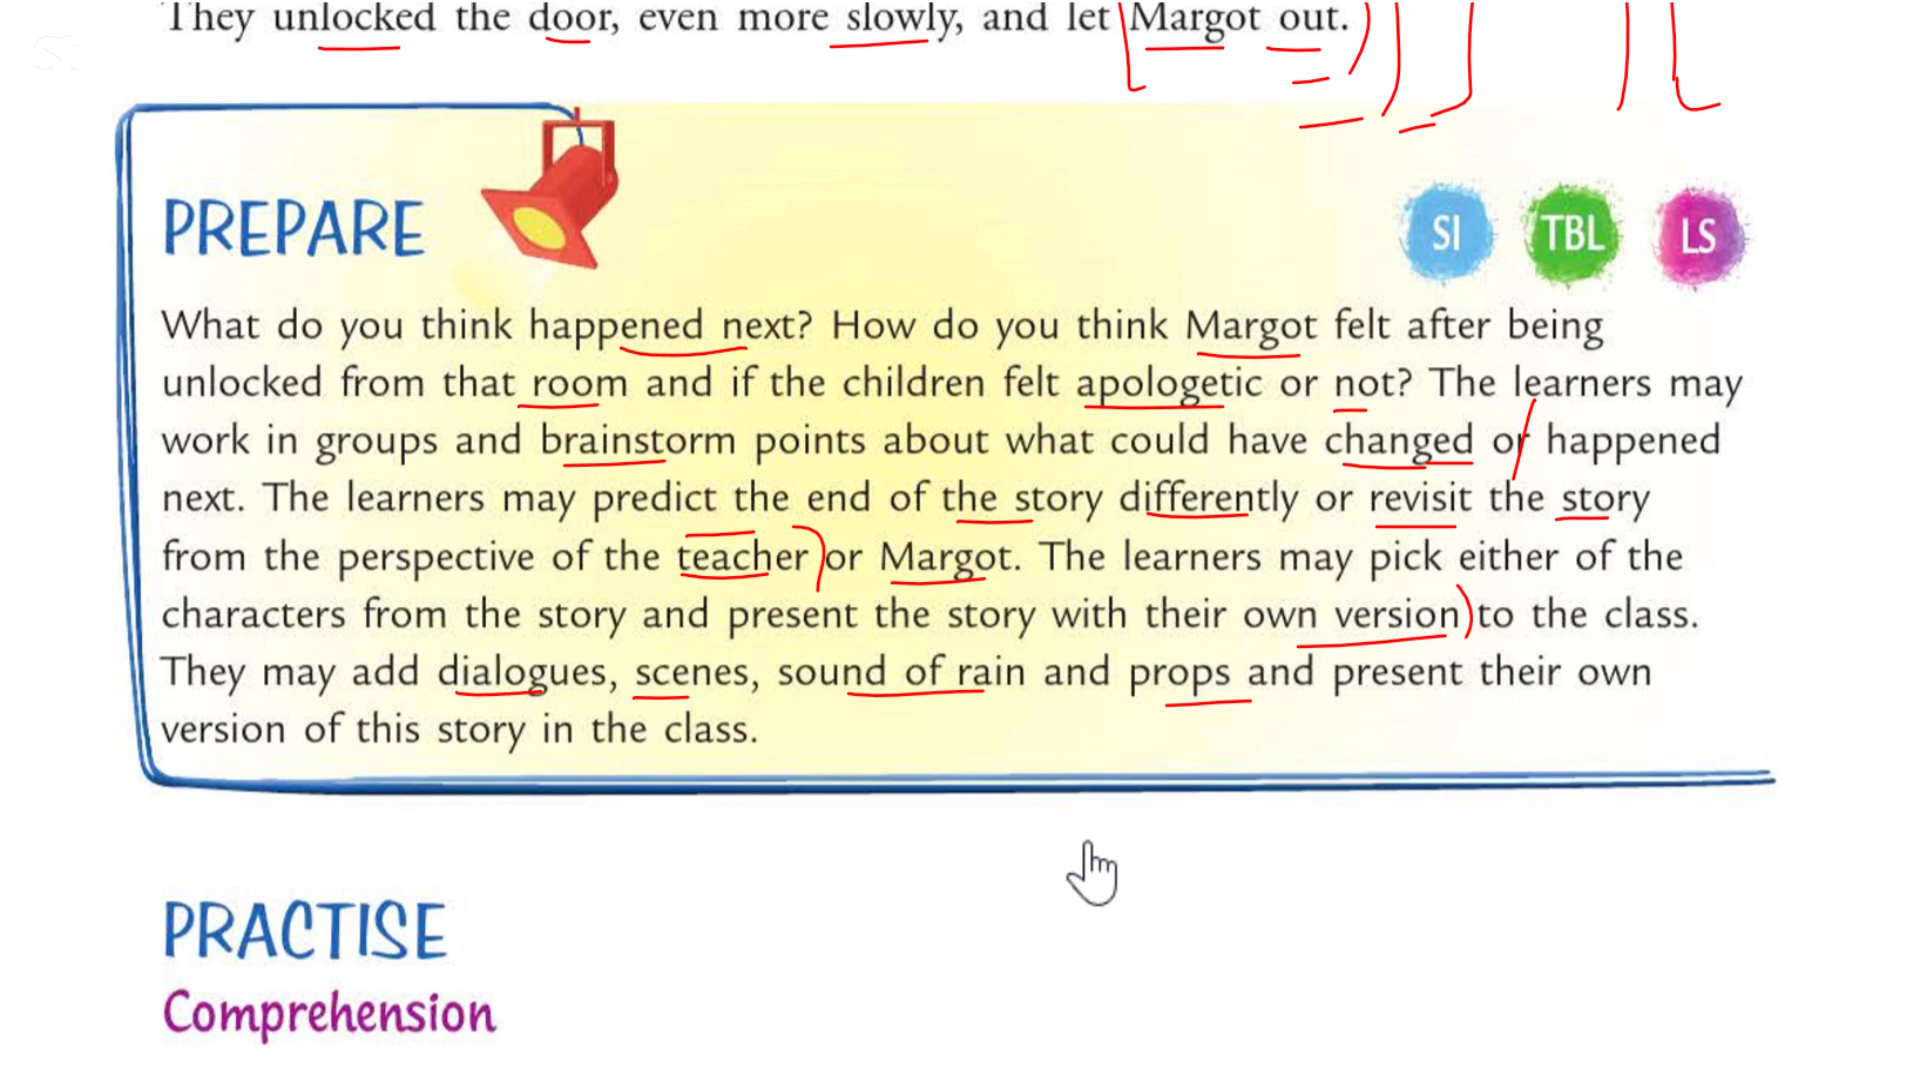 They unlocked the door, even more slowly, and let Margot out.
PREPARE
SI TBL LS
What do you think happened next? How do you think Margot felt after being
unlocked from that room and if the children felt apologetic or not? The learners may
work in groups and brainstorm points about what could have changed or happened
next. The learners may predict the end of the story differently or revisit the story
from the perspective of the teacher or Margot. The learners may pick either of the
characters from the story and present the story with their own version to the class.
They may add dialogues, scenes, sound of rain and props and present their own
version of this story in the class.
PRACTISE
Comprehension